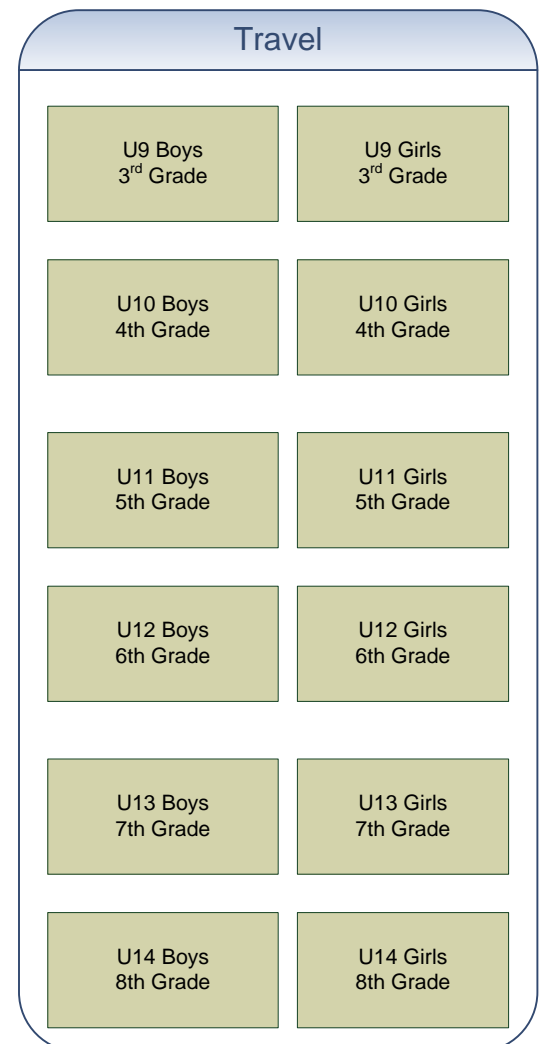 Travel
U9 Boys
3rd Grade
U9 Girls
3rd Grade
U10 Boys
4th Grade
U10 Girls
4th Grade
U11 Boys
5th Grade
U11 Girls
5th Grade
U12 Boys
6th Grade
U12 Girls
6th Grade
U13 Boys
7th Grade
U13 Girls
7th Grade
U14 Boys
8th Grade
U14 Girls
8th Grade